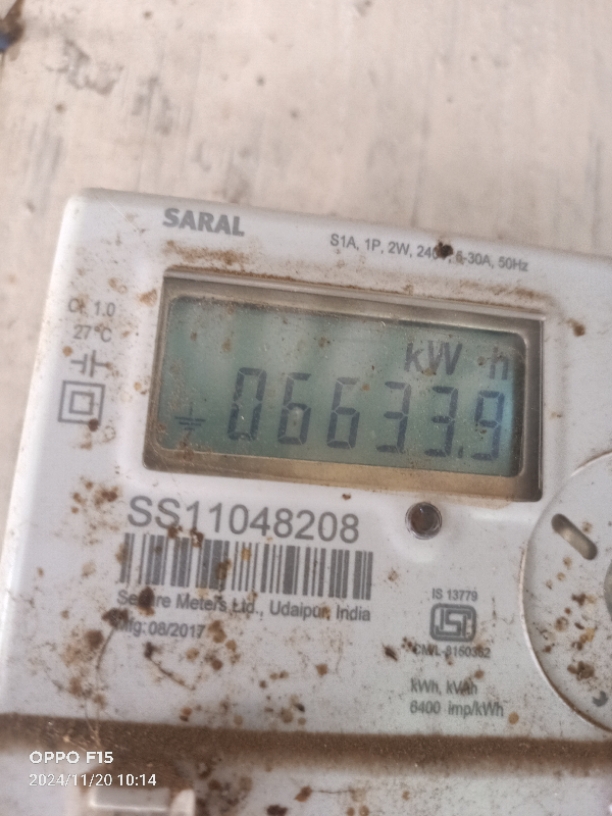 SARAL
S1A, 1P, 2W, 240V, 5-30A, 50Hz
Cl. 1.0
27°C
kW h
06633.9
SS11048208
Secure Meters Ltd., Udaipur, India
Mfg: 08/2017
IS 13779
ISI
CM/L-8150352
kWh, kVAh
6400 imp/kWh
OPPO F15
2024/11/20 10:14